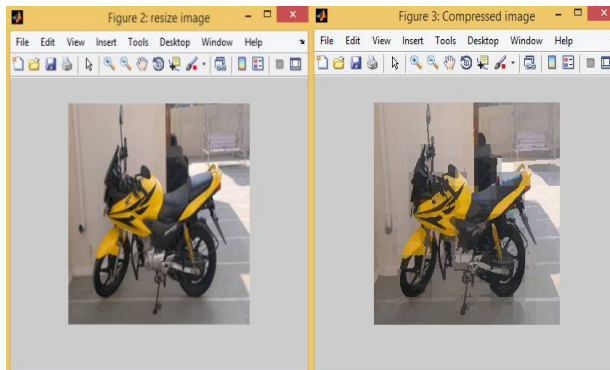 Figure 2: resize image
File Edit View Insert Tools Desktop Window Help
Figure 3: Compressed image
File Edit View Insert Tools Desktop Window Help